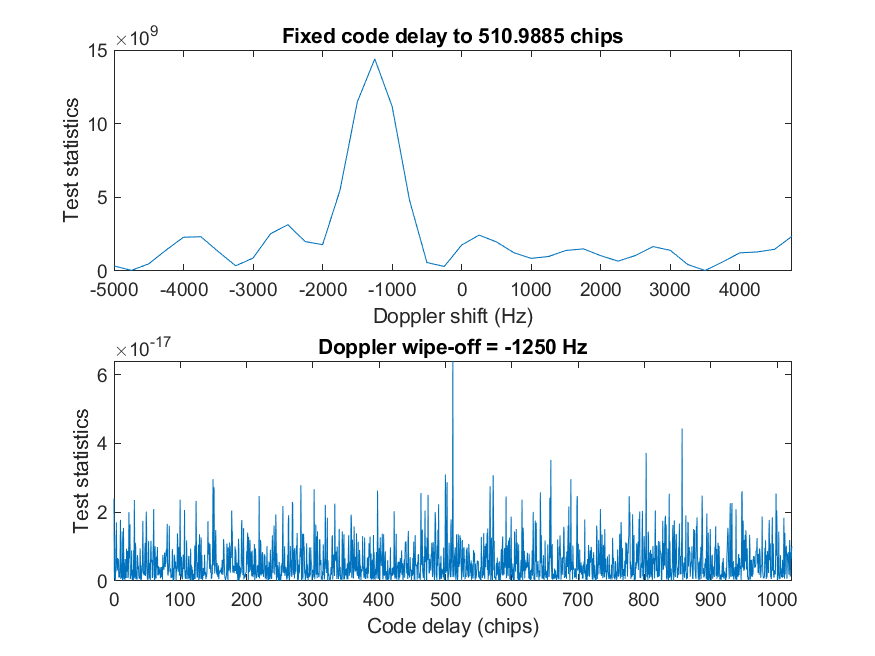 ×10^9
Fixed code delay to 510.9885 chips
15
10
5
0
Test statistics
-5000 -4000 -3000 -2000 -1000 0 1000 2000 3000 4000
Doppler shift (Hz)
×10^-17
Doppler wipe-off = -1250 Hz
6
4
2
0
Test statistics
0 100 200 300 400 500 600 700 800 900 1000
Code delay (chips)